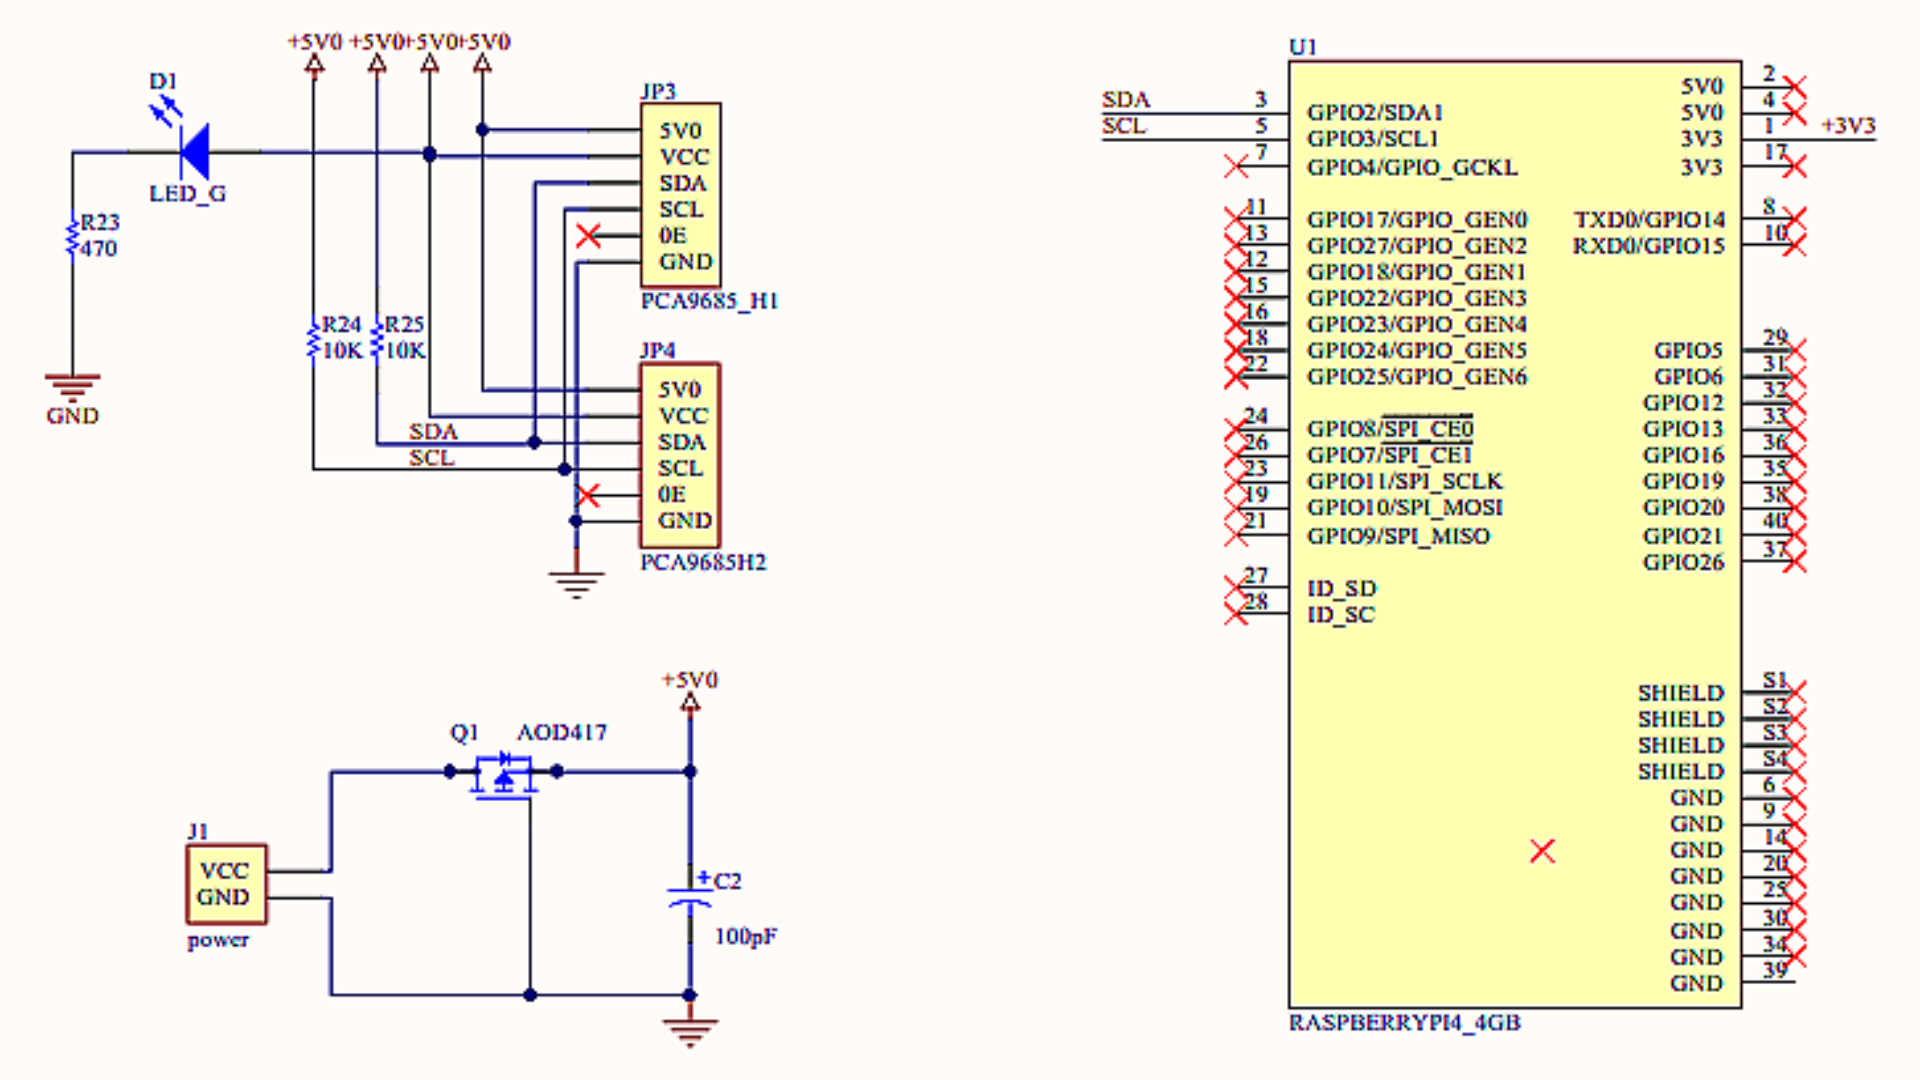 +5V0 +5V0 +5V0 +5V0
D1
LED_G
R23
470
GND
R24
10K
R25
10K
SDA
SCL
JP3
5V0
VCC
SDA
SCL
0E
GND
PCA9685_H1
JP4
5V0
VCC
SDA
SCL
0E
GND
PCA9685H2
+5V0
Q1 AOD417
J1
VCC
GND
power
+ C2
100pF
U1
SDA 3 GPIO2/SDA1
SCL 5 GPIO3/SCL1
7 GPIO4/GPIO_GCKL
11 GPIO17/GPIO_GEN0
13 GPIO27/GPIO_GEN2
12 GPIO18/GPIO_GEN1
15 GPIO22/GPIO_GEN3
16 GPIO23/GPIO_GEN4
18 GPIO24/GPIO_GEN5
22 GPIO25/GPIO_GEN6
24 GPIO8/SPI_CE0
26 GPIO7/SPI_CE1
23 GPIO11/SPI_SCLK
19 GPIO10/SPI_MOSI
21 GPIO9/SPI_MISO
27 ID_SD
28 ID_SC
5V0 2
5V0 4
3V3 1 +3V3
3V3 17
TXD0/GPIO14 8
RXD0/GPIO15 10
GPIO5 29
GPIO6 31
GPIO12 32
GPIO13 33
GPIO16 36
GPIO19 35
GPIO20 38
GPIO21 40
GPIO26 37
SHIELD S1
SHIELD S2
SHIELD S3
SHIELD S4
GND 6
GND 9
GND 14
GND 20
GND 25
GND 30
GND 34
GND 39
RASPBERRYPI4_4GB